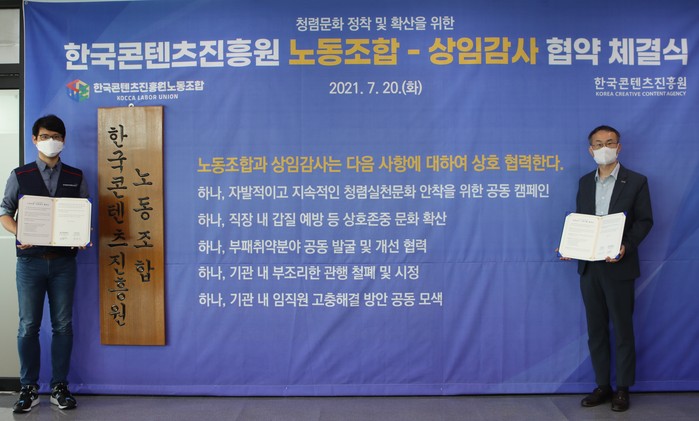 청렴문화 정착 및 확산을 위한
한국콘텐츠진흥원 노동조합 - 상임감사 협약 체결식
2021. 7. 20.(화)
한국콘텐츠진흥원노동조합
KOCCA LABOR UNION
한국콘텐츠진흥원
KOREA CREATIVE CONTENT AGENCY
한국콘텐츠진흥원
노동조합
노동조합과 상임감사는 다음 사항에 대하여 상호 협력한다.
하나, 자발적이고 지속적인 청렴실천문화 안착을 위한 공동 캠페인
하나, 직장 내 갑질 예방 등 상호존중 문화 확산
하나, 부패취약분야 공동 발굴 및 개선 협력
하나, 기관 내 부조리한 관행 철폐 및 시정
하나, 기관 내 임직원 고충해결 방안 공동 모색